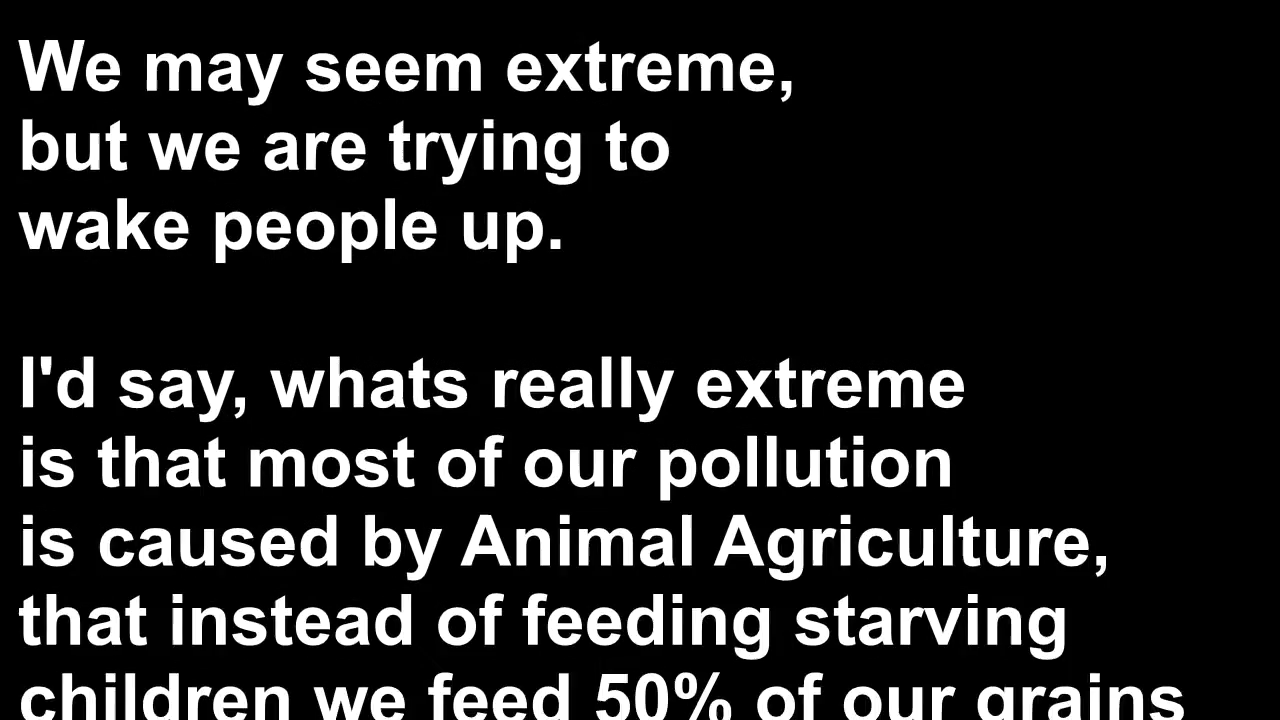 We may seem extreme,
but we are trying to
wake people up.
I'd say, whats really extreme
is that most of our pollution
is caused by Animal Agriculture,
that instead of feeding starving
children we feed 50% of our grains